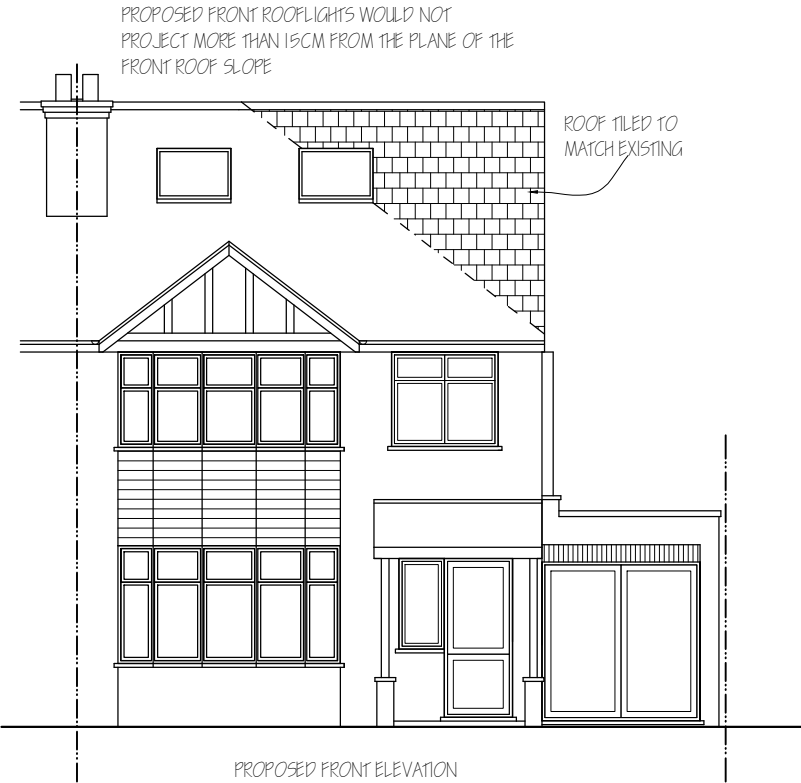 PROPOSED FRONT ROOFLIGHTS WOULD NOT
PROJECT MORE THAN 15CM FROM THE PLANE OF THE
FRONT ROOF SLOPE
ROOF TILED TO
MATCH EXISTING
PROPOSED FRONT ELEVATION